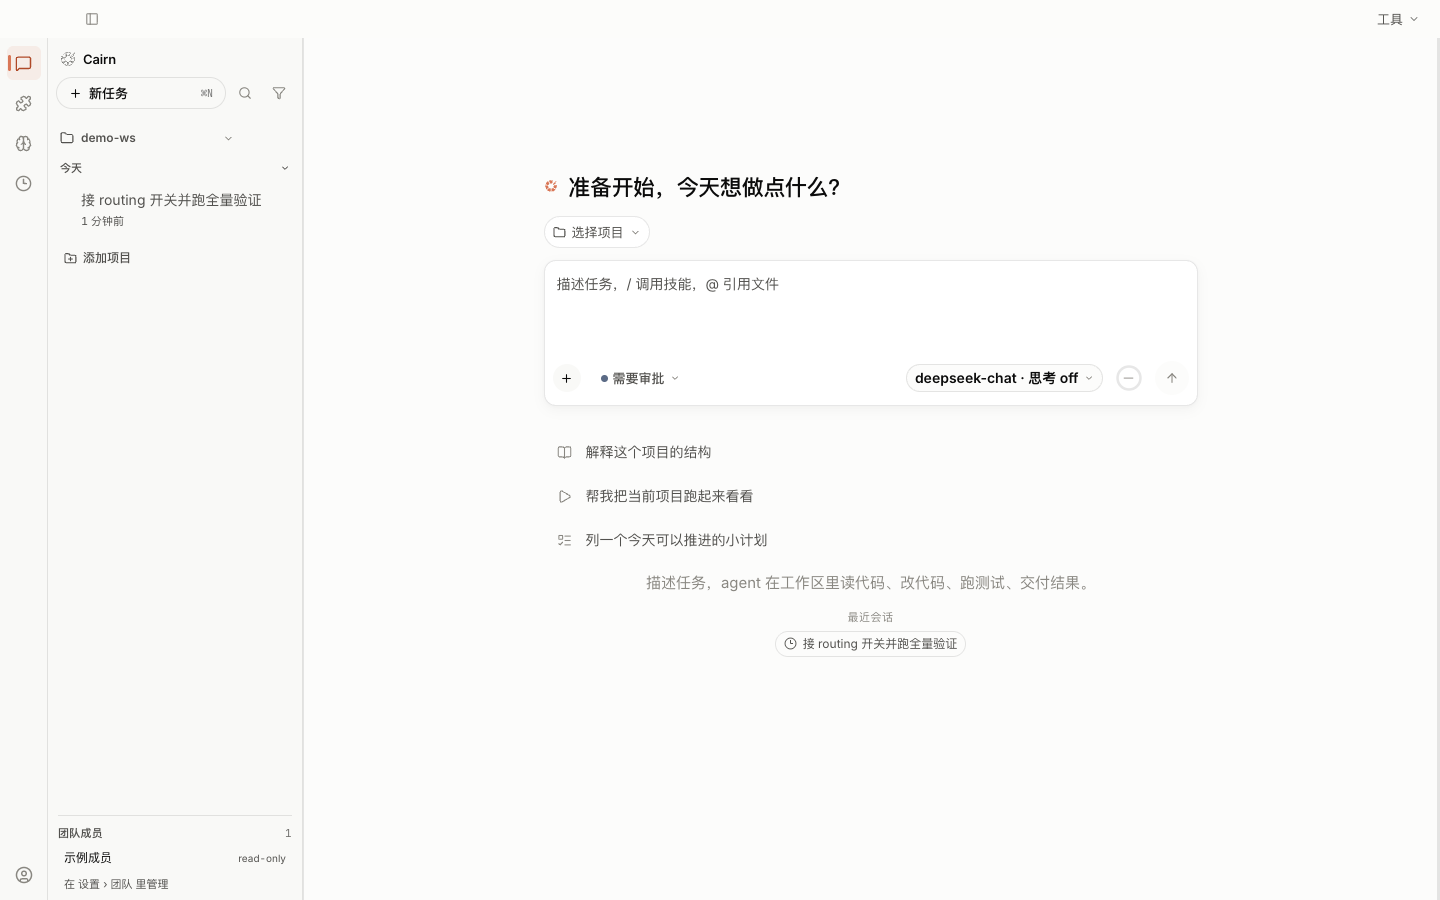 工具
Cairn
新任务 ⌘N
demo-ws
今天
接 routing 开关并跑全量验证
1 分钟前
添加项目
准备开始，今天想做点什么?
选择项目
描述任务，/ 调用技能，@ 引用文件
需要审批
deepseek-chat · 思考 off
解释这个项目的结构
帮我把当前项目跑起来看看
列一个今天可以推进的小计划
描述任务，agent 在工作区里读代码、改代码、跑测试、交付结果。
最近会话
接 routing 开关并跑全量验证
团队成员 1
示例成员 read-only
在 设置 › 团队 里管理